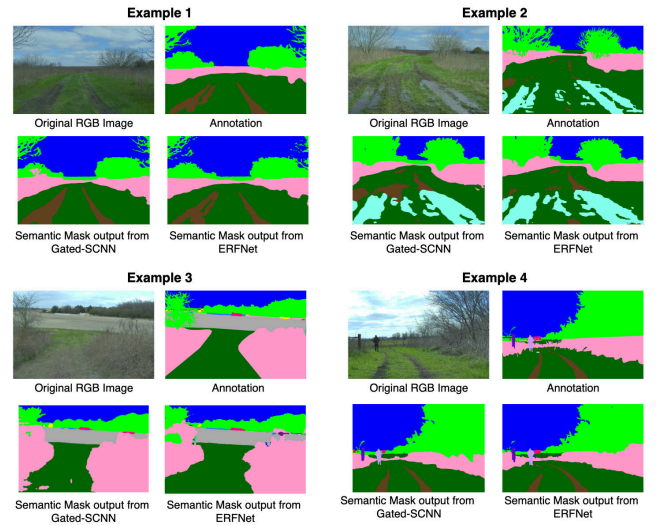 Example 1
Original RGB Image
Annotation
Semantic Mask output from
Gated-SCNN
Semantic Mask output from
ERFNet
Example 2
Original RGB Image
Annotation
Semantic Mask output from
Gated-SCNN
Semantic Mask output from
ERFNet
Example 3
Original RGB Image
Annotation
Semantic Mask output from
Gated-SCNN
Semantic Mask output from
ERFNet
Example 4
Original RGB Image
Annotation
Semantic Mask output from
Gated-SCNN
Semantic Mask output from
ERFNet